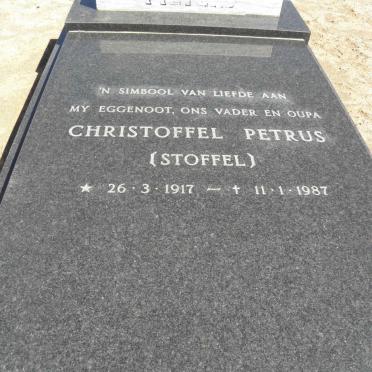 'N SIMBOOL VAN LIEFDE AAN
MY EGGENOOT, ONS VADER EN OUPA
CHRISTOFFEL PETRUS
(STOFFEL)
★ 26·3·1917 — ✝ 11·1·1987